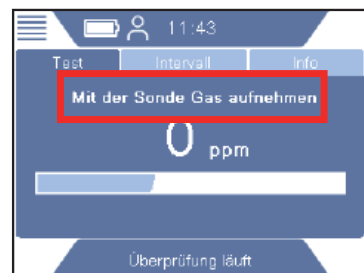 11:43
Test Intervall Info
Mit der Sonde Gas aufnehmen
0 ppm
Überprüfung läuft